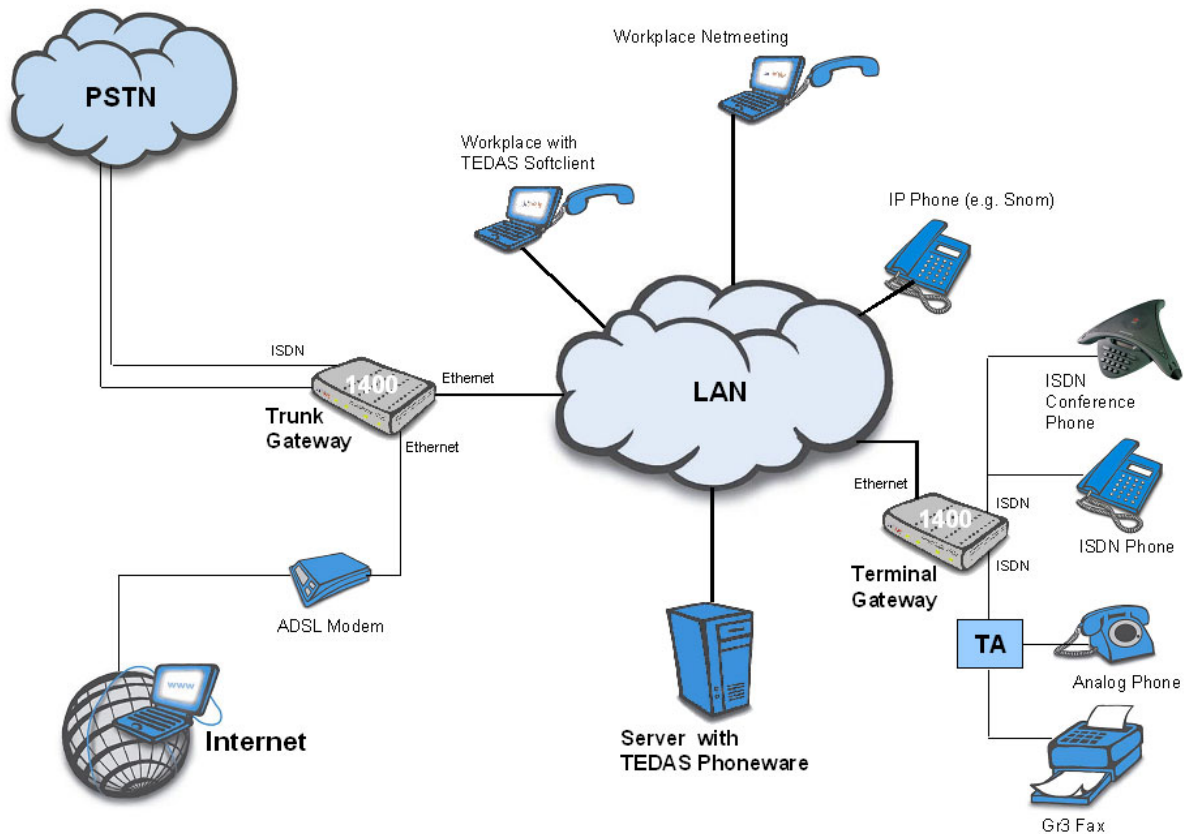 Workplace Netmeeting
PSTN
Workplace with
TEDAS Softclient
IP Phone (e.g. Snom)
ISDN
1400
Ethernet
LAN
Trunk
Gateway
Ethernet
ISDN
Conference
Phone
Ethernet
1400
ISDN
ISDN Phone
ISDN
Terminal
Gateway
ADSL Modem
TA
Analog Phone
www
Internet
Server with
TEDAS Phoneware
Gr3 Fax